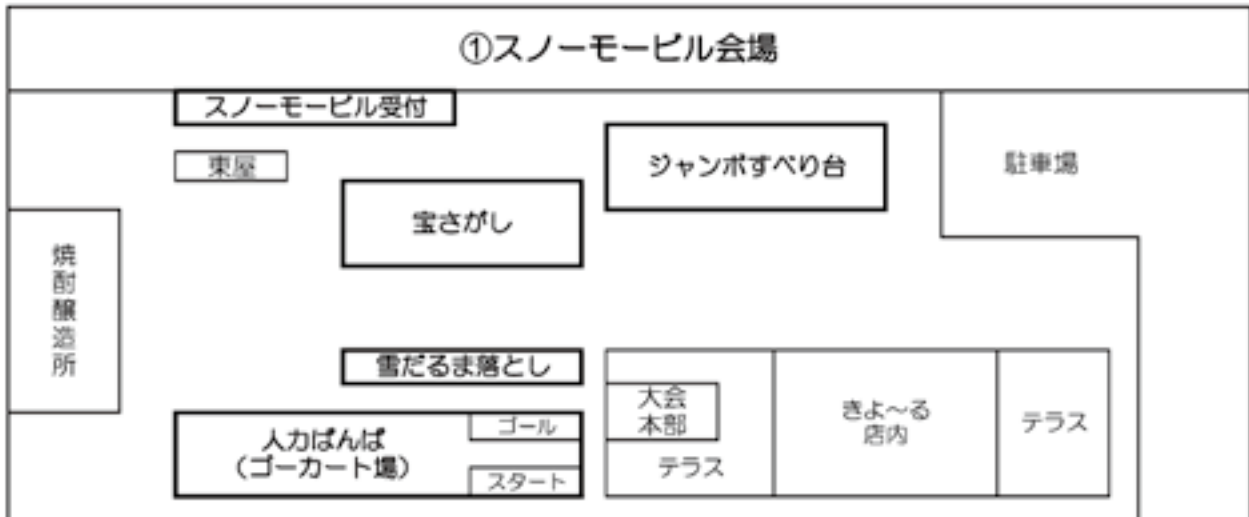 ①スノーモービル会場
スノーモービル受付
東屋
ジャンボすべり台
駐車場
宝さがし
焼酎醸造所
雪だるま落とし
大会
本部
テラス
きよ～る
店内
テラス
人力ばんば
（ゴーカート場）
ゴール
スタート